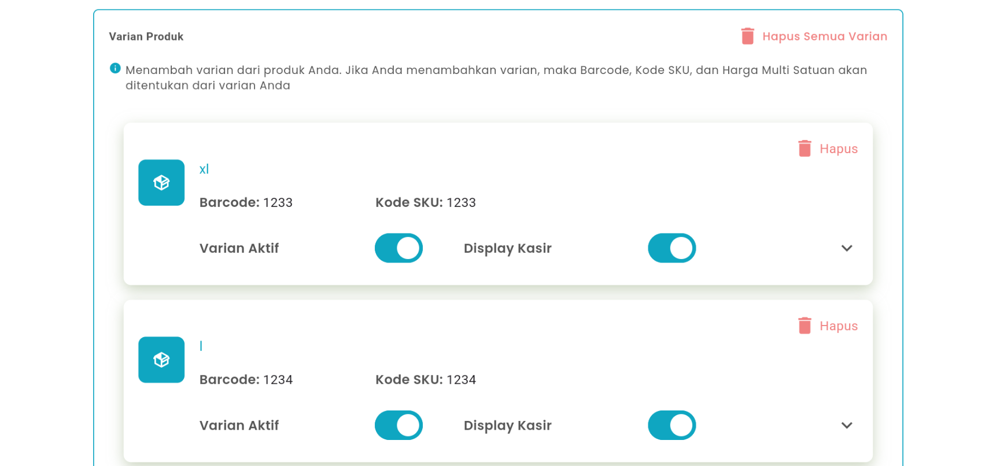 Varian Produk
Hapus Semua Varian
Menambah varian dari produk Anda. Jika Anda menambahkan varian, maka Barcode, Kode SKU, dan Harga Multi Satuan akan
ditentukan dari varian Anda
Hapus
xl
Barcode: 1233 Kode SKU: 1233
Varian Aktif Display Kasir
Hapus
l
Barcode: 1234 Kode SKU: 1234
Varian Aktif Display Kasir